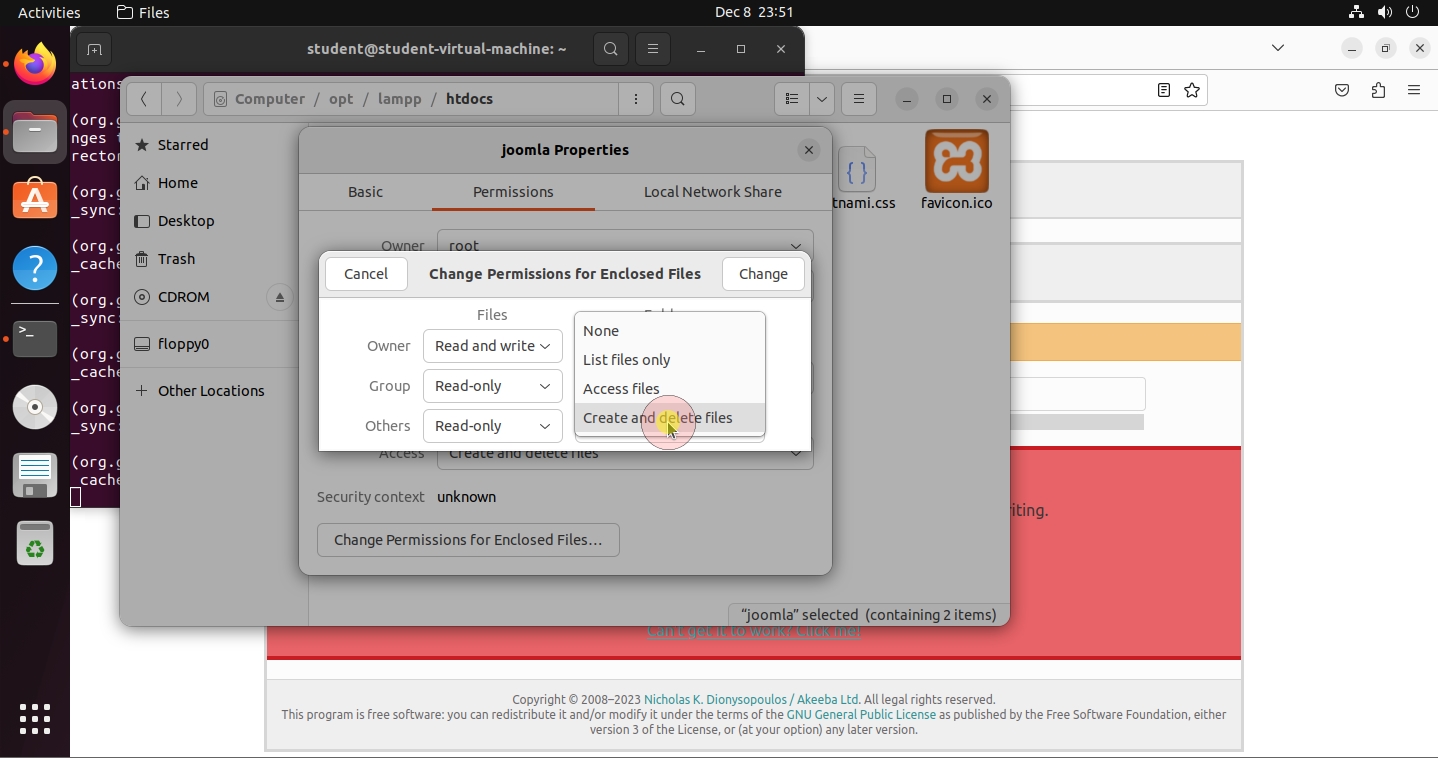 Activities
Files
Dec 8 23:51
student@student-virtual-machine: ~
ations
(org.g
nges
rector
(org.g
_sync:
(org.g
_cache
(org.g
_sync:
(org.g
_cache
(org.g
_sync:
(org.g
_cache
Computer / opt / lampp / htdocs
Starred
Home
Desktop
Trash
CDROM
floppy0
Other Locations
tnami.css
favicon.ico
joomla Properties
Basic
Permissions
Local Network Share
Owner root
Cancel
Change Permissions for Enclosed Files
Change
Files
Owner Read and write
Group Read-only
Others Read-only
None
List files only
Access files
Create and delete files
Access Create and delete files
Security context unknown
Change Permissions for Enclosed Files...
"joomla" selected (containing 2 items)
riting.
Can't get it to work? Click me!
Copyright © 2008–2023 Nicholas K. Dionysopoulos / Akeeba Ltd. All legal rights reserved.
This program is free software: you can redistribute it and/or modify it under the terms of the GNU General Public License as published by the Free Software Foundation, either
version 3 of the License, or (at your option) any later version.